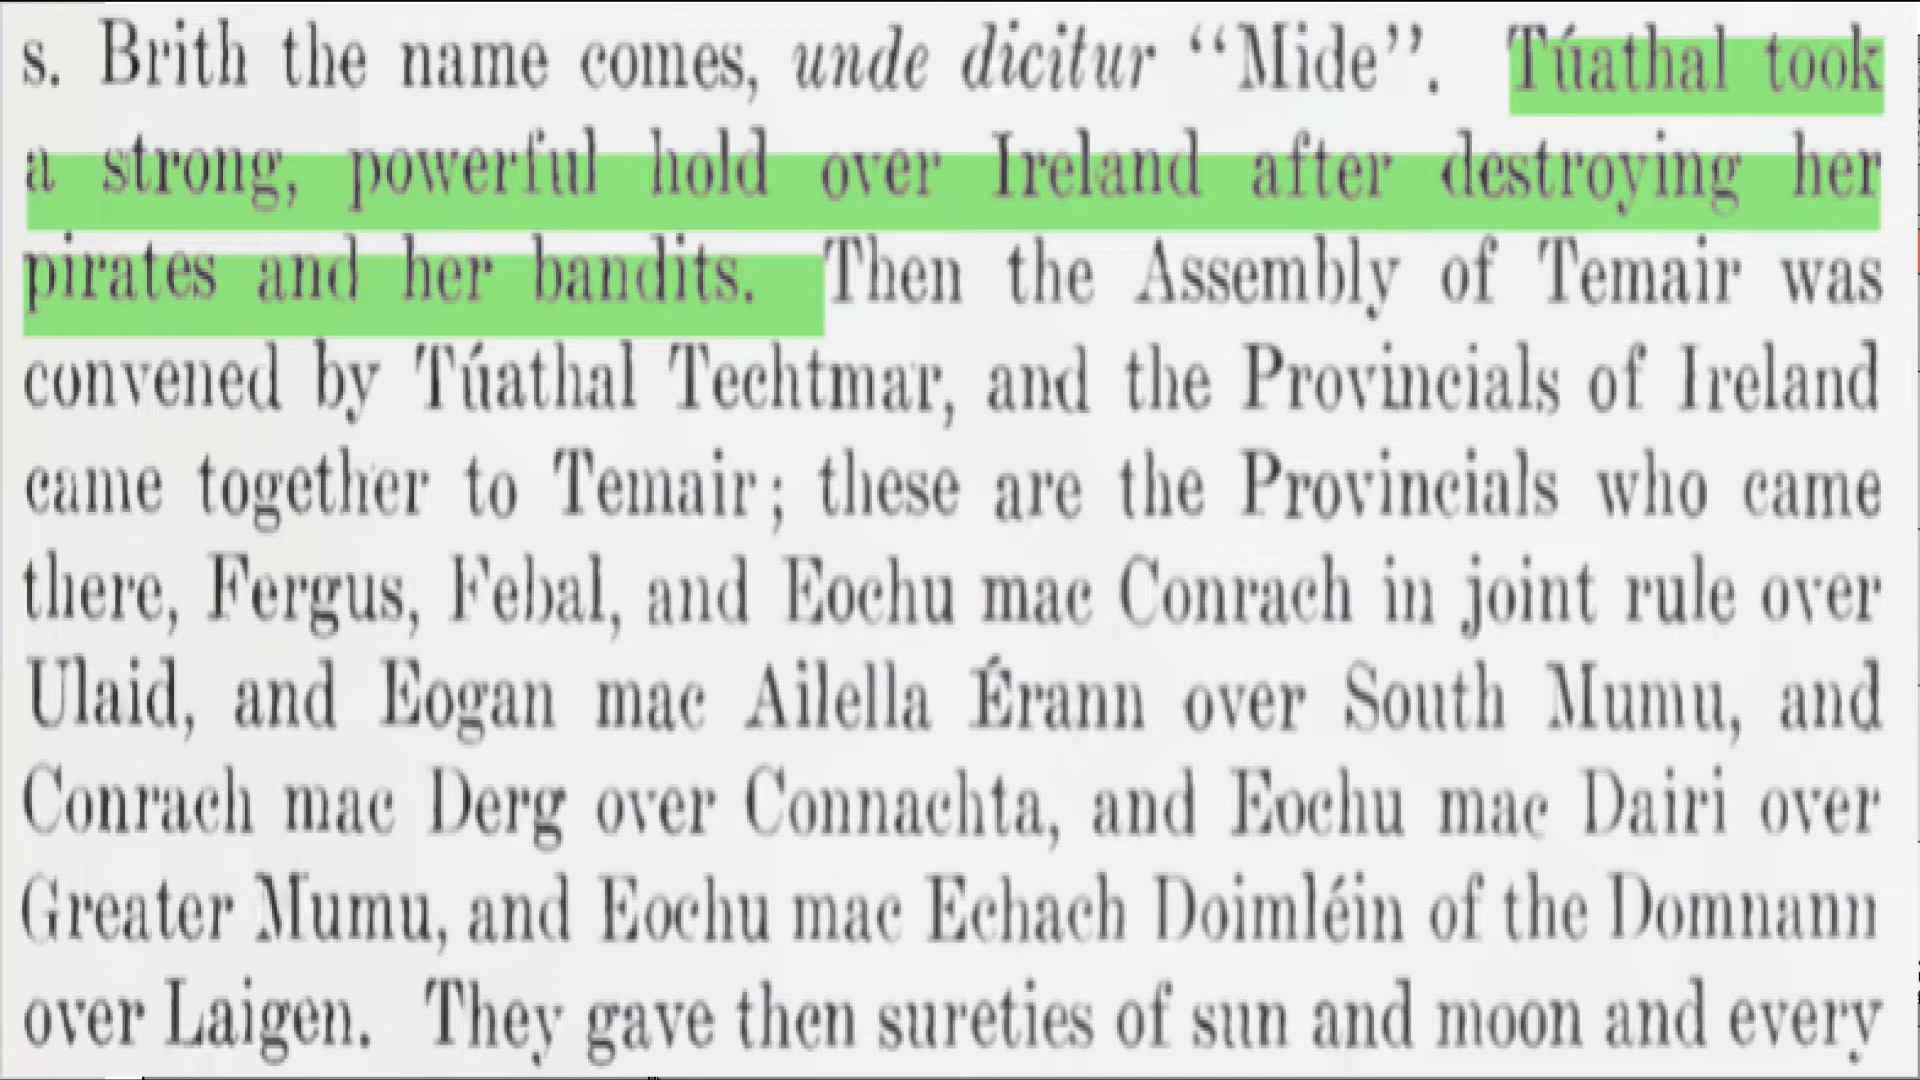 s. Brith the name comes, unde dicitur “Mide”. Túathal took
a strong, powerful hold over Ireland after destroying her
pirates and her bandits. Then the Assembly of Temair was
convened by Túathal Techtmar, and the Provincials of Ireland
came together to Temair; these are the Provincials who came
there, Fergus, Febal, and Eochu mac Conrach in joint rule over
Ulaid, and Eogan mac Ailella Érann over South Mumu, and
Conrach mac Derg over Connachta, and Eochu mac Dairi over
Greater Mumu, and Eochu mac Echach Doimléin of the Domnann
over Laigen. They gave then sureties of sun and moon and every